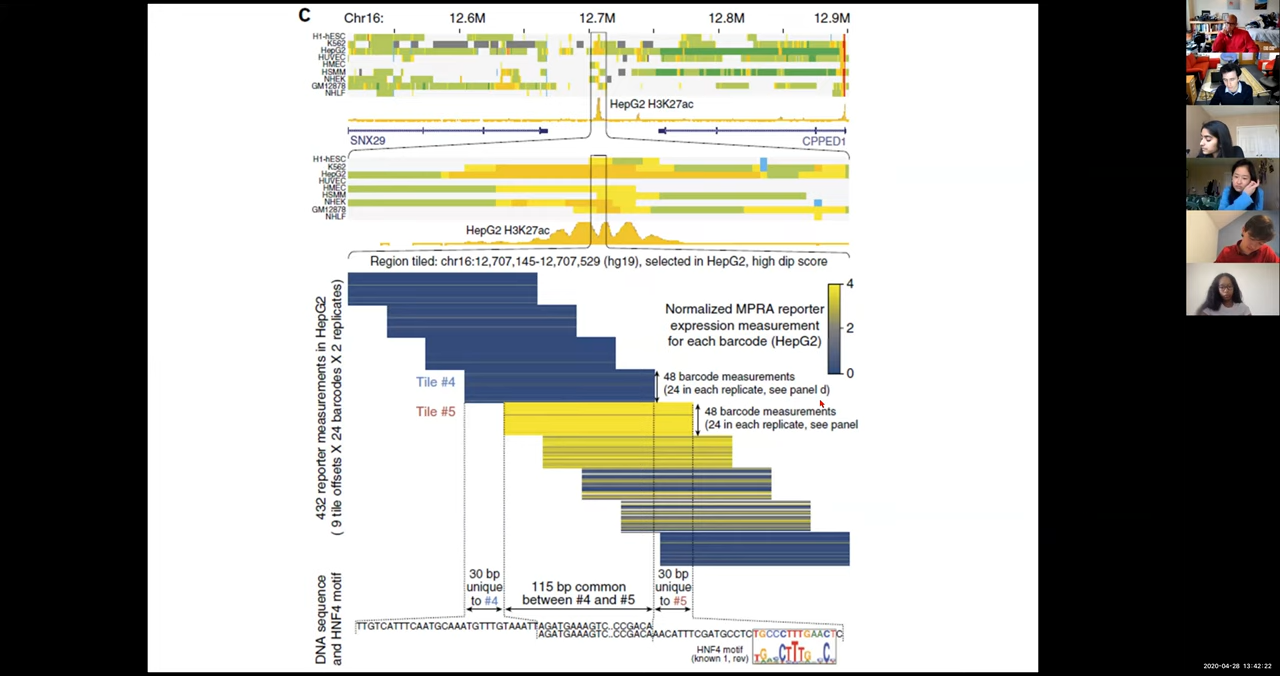 C
Chr16: 12.6M 12.7M 12.8M 12.9M
H1-hESC
K562
HepG2
HUVEC
HMEC
HSMM
NHEK
GM12878
NHLF
HepG2 H3K27ac
SNX29 CPPED1
H1-hESC
K562
HepG2
HUVEC
HMEC
HSMM
NHEK
GM12878
NHLF
HepG2 H3K27ac
Region tiled: chr16:12,707,145-12,707,529 (hg19), selected in HepG2, high dip score
432 reporter measurements in HepG2
( 9 tile offsets X 24 barcodes X 2 replicates)
Normalized MPRA reporter
expression measurement
for each barcode (HepG2)
4
2
0
Tile #4
48 barcode measurements
(24 in each replicate, see panel d)
Tile #5
48 barcode measurements
(24 in each replicate, see panel
30 bp
unique
to #4
115 bp common
between #4 and #5
30 bp
unique
to #5
DNA sequence
and HNF4 motif
TTGTCATTTCAATGCAAATGTTTGTAAATTAGATGAAAGTC..CCGACA
AGATGAAAGTC..CCGACAAACATTTCGATGCCTCTGCCCTTTGAACTC
HNF4 motif
(known 1, rev)
2020-04-28 13:42:22